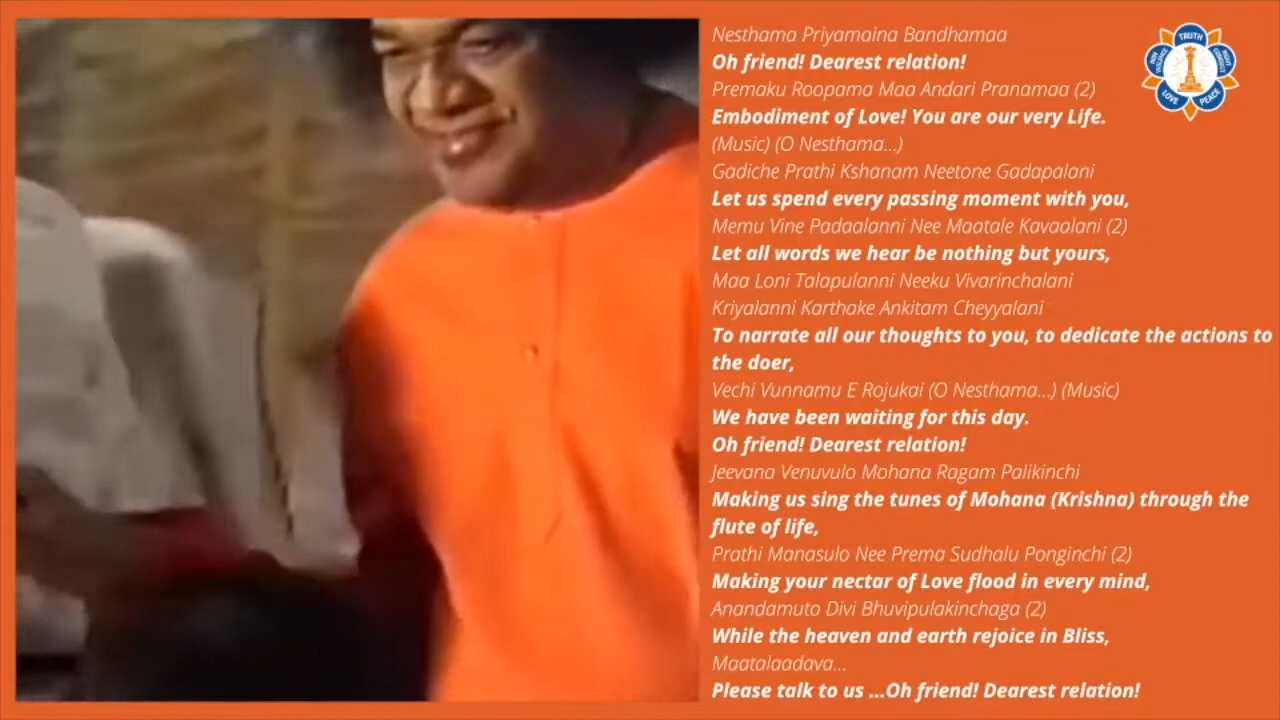 Nesthama Priyamaina Bandhamaa
Oh friend! Dearest relation!
Premaku Roopama Maa Andari Pranamaa (2)
Embodiment of Love! You are our very Life.
(Music) (O Nesthama...)
Gadiche Prathi Kshanam Neetone Gadapalani
Let us spend every passing moment with you,
Memu Vine Padaalanni Nee Maatale Kavaalani (2)
Let all words we hear be nothing but yours,
Maa Loni Talapulanni Neeku Vivarinchalani
Kriyalanni Karthake Ankitam Cheyyalani
To narrate all our thoughts to you, to dedicate the actions to
the doer,
Vechi Vunnamu E Rojukai (O Nesthama...) (Music)
We have been waiting for this day.
Oh friend! Dearest relation!
Jeevana Venuvulo Mohana Ragam Palikinchi
Making us sing the tunes of Mohana (Krishna) through the
flute of life,
Prathi Manasulo Nee Prema Sudhalu Ponginchi (2)
Making your nectar of Love flood in every mind,
Anandamuto Divi Bhuvipulakinchaga (2)
While the heaven and earth rejoice in Bliss,
Maatalaadava...
Please talk to us ...Oh friend! Dearest relation!
TRUTH
RIGHT CONDUCT
PEACE
LOVE
NON VIOLENCE